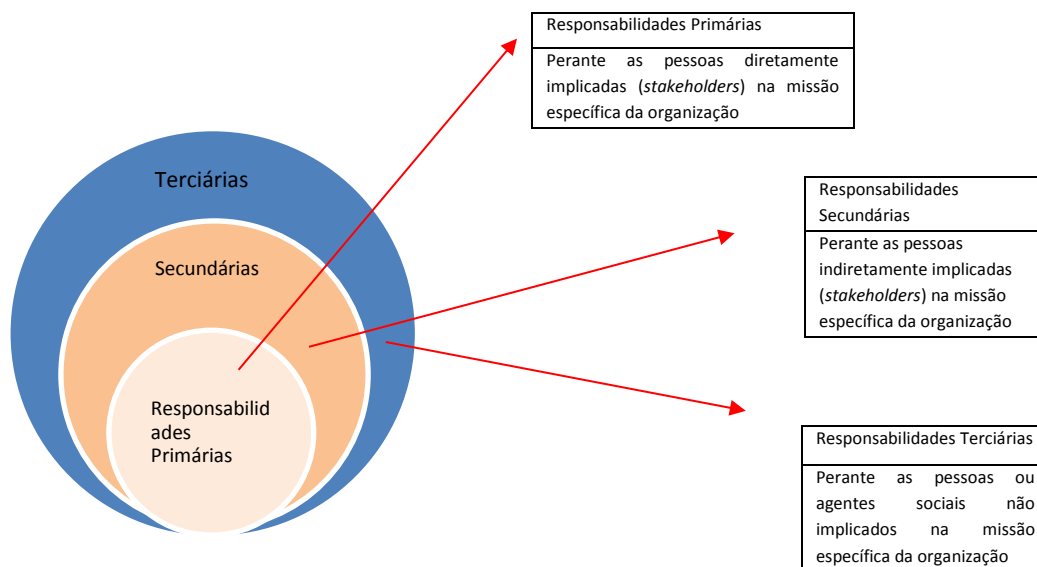 Terciárias
Secundárias
Responsabilid
ades
Primárias
Responsabilidades Primárias
Perante as pessoas diretamente
implicadas (stakeholders) na missão
específica da organização
Responsabilidades
Secundárias
Perante as pessoas
indiretamente implicadas
(stakeholders) na missão
específica da organização
Responsabilidades Terciárias
Perante as pessoas ou
agentes sociais não
implicados na missão
específica da organização